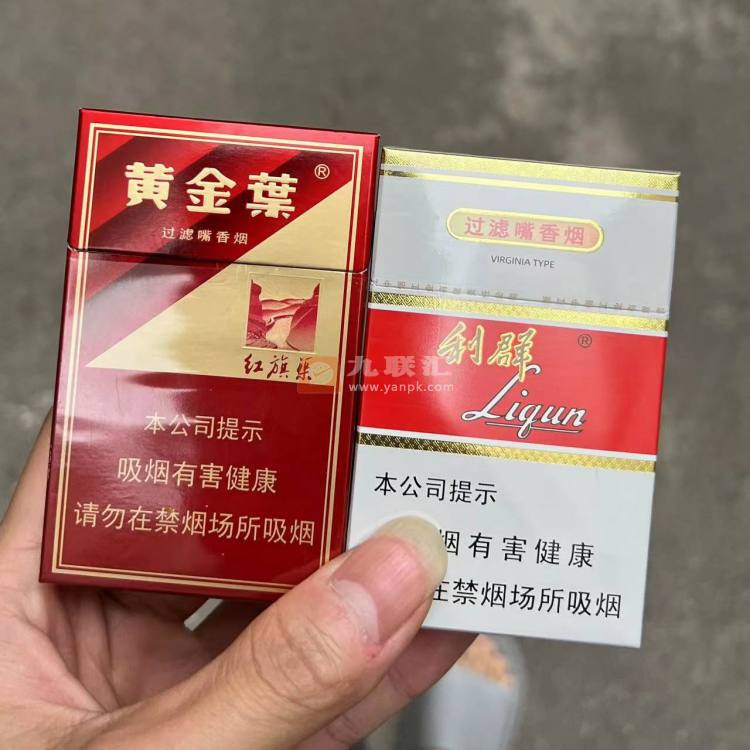 黄金葉®
过滤嘴香烟
红旗渠
本公司提示
吸烟有害健康
请勿在禁烟场所吸烟
过滤嘴香烟
VIRGINIA TYPE
利群®
Liqun
本公司提示
烟有害健康
在禁烟场所吸烟
九联汇
www.yanpk.com